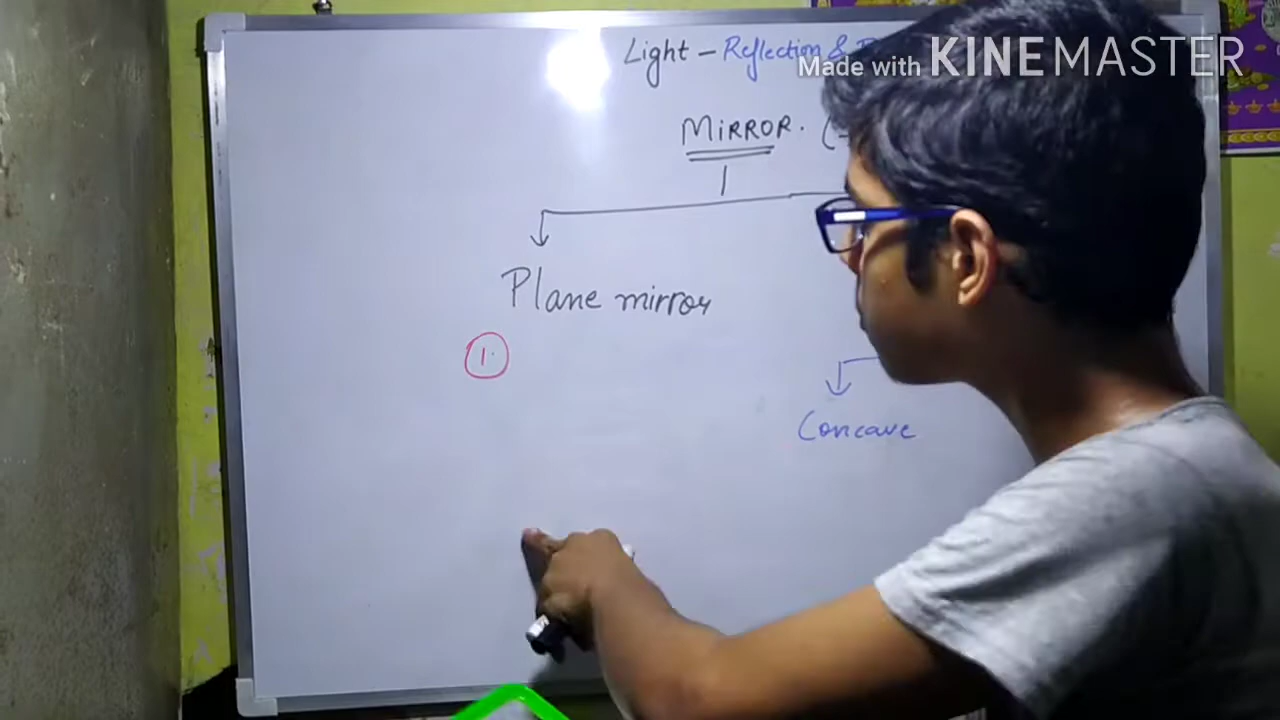 Light - Reflection &
Made with KINEMASTER
MIRROR.
Plane mirror
1.
Concave